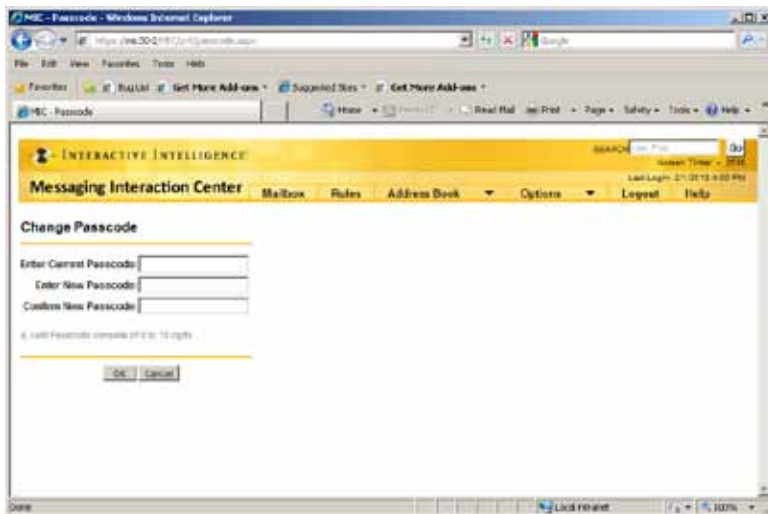 MIC - Passcode - Windows Internet Explorer
Google
File Edit View Favorites Tools Help
Favorites Get More Add-ons Suggested Sites Get More Add-ons
MIC - Passcode
Home Read Mail Print Page Safety Tools Help
INTERACTIVE INTELLIGENCE
SEARCH Go
Messaging Interaction Center
Mailbox Rules Address Book Options Logout Help
Change Passcode
Enter Current Passcode:
Enter New Passcode:
Confirm New Passcode:
OK Cancel
Done Local intranet 100%